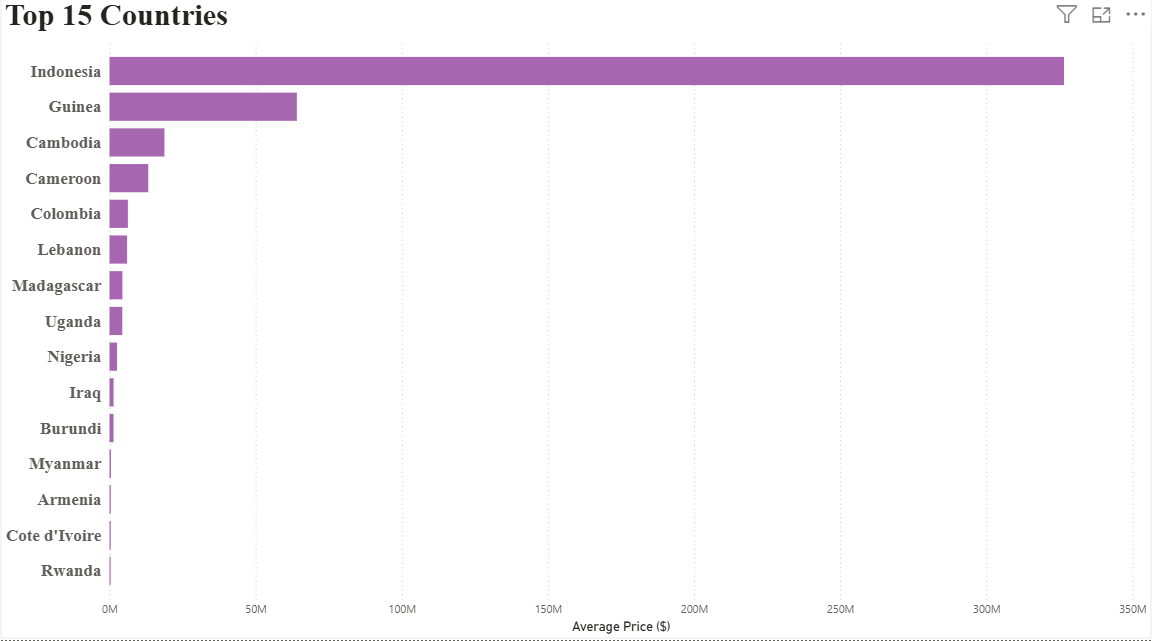 Top 15 Countries
Indonesia
Guinea
Cambodia
Cameroon
Colombia
Lebanon
Madagascar
Uganda
Nigeria
Iraq
Burundi
Myanmar
Armenia
Cote d'Ivoire
Rwanda
0M 50M 100M 150M 200M 250M 300M 350M
Average Price ($)